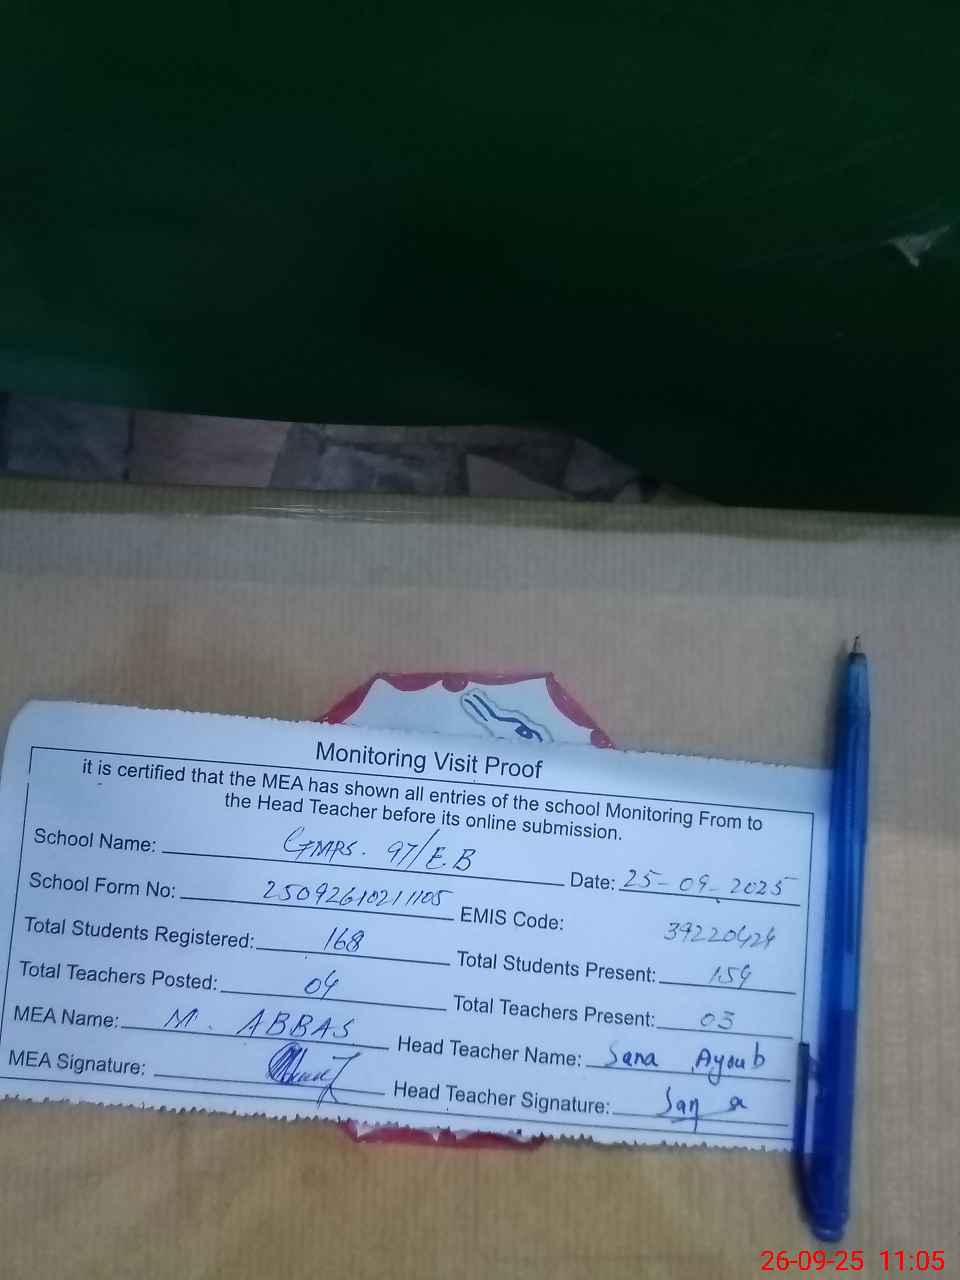 Monitoring Visit Proof
it is certified that the MEA has shown all entries of the school Monitoring From to
the Head Teacher before its online submission.
School Name: GMPS. 97/E.B Date: 25-09-2025
School Form No: 25092610211105 EMIS Code: 39220424
Total Students Registered: 168 Total Students Present: 154
Total Teachers Posted: 04 Total Teachers Present: 03
MEA Name: M. ABBAS Head Teacher Name: Sana Ayoub
MEA Signature: Head Teacher Signature: Sana
26-09-25 11:05